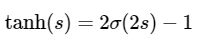 tanh(s) = 2σ(2s) − 1